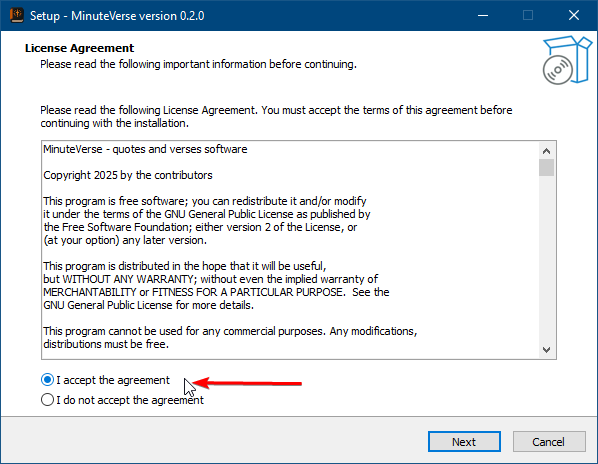 Setup - MinuteVerse version 0.2.0
License Agreement
Please read the following important information before continuing.
Please read the following License Agreement. You must accept the terms of this agreement before
continuing with the installation.
MinuteVerse - quotes and verses software
Copyright 2025 by the contributors
This program is free software; you can redistribute it and/or modify
it under the terms of the GNU General Public License as published by
the Free Software Foundation; either version 2 of the License, or
(at your option) any later version.
This program is distributed in the hope that it will be useful,
but WITHOUT ANY WARRANTY; without even the implied warranty of
MERCHANTABILITY or FITNESS FOR A PARTICULAR PURPOSE.  See the
GNU General Public License for more details.
This program cannot be used for any commercial purposes. Any modifications,
distributions must be free.
I accept the agreement
I do not accept the agreement
Next
Cancel